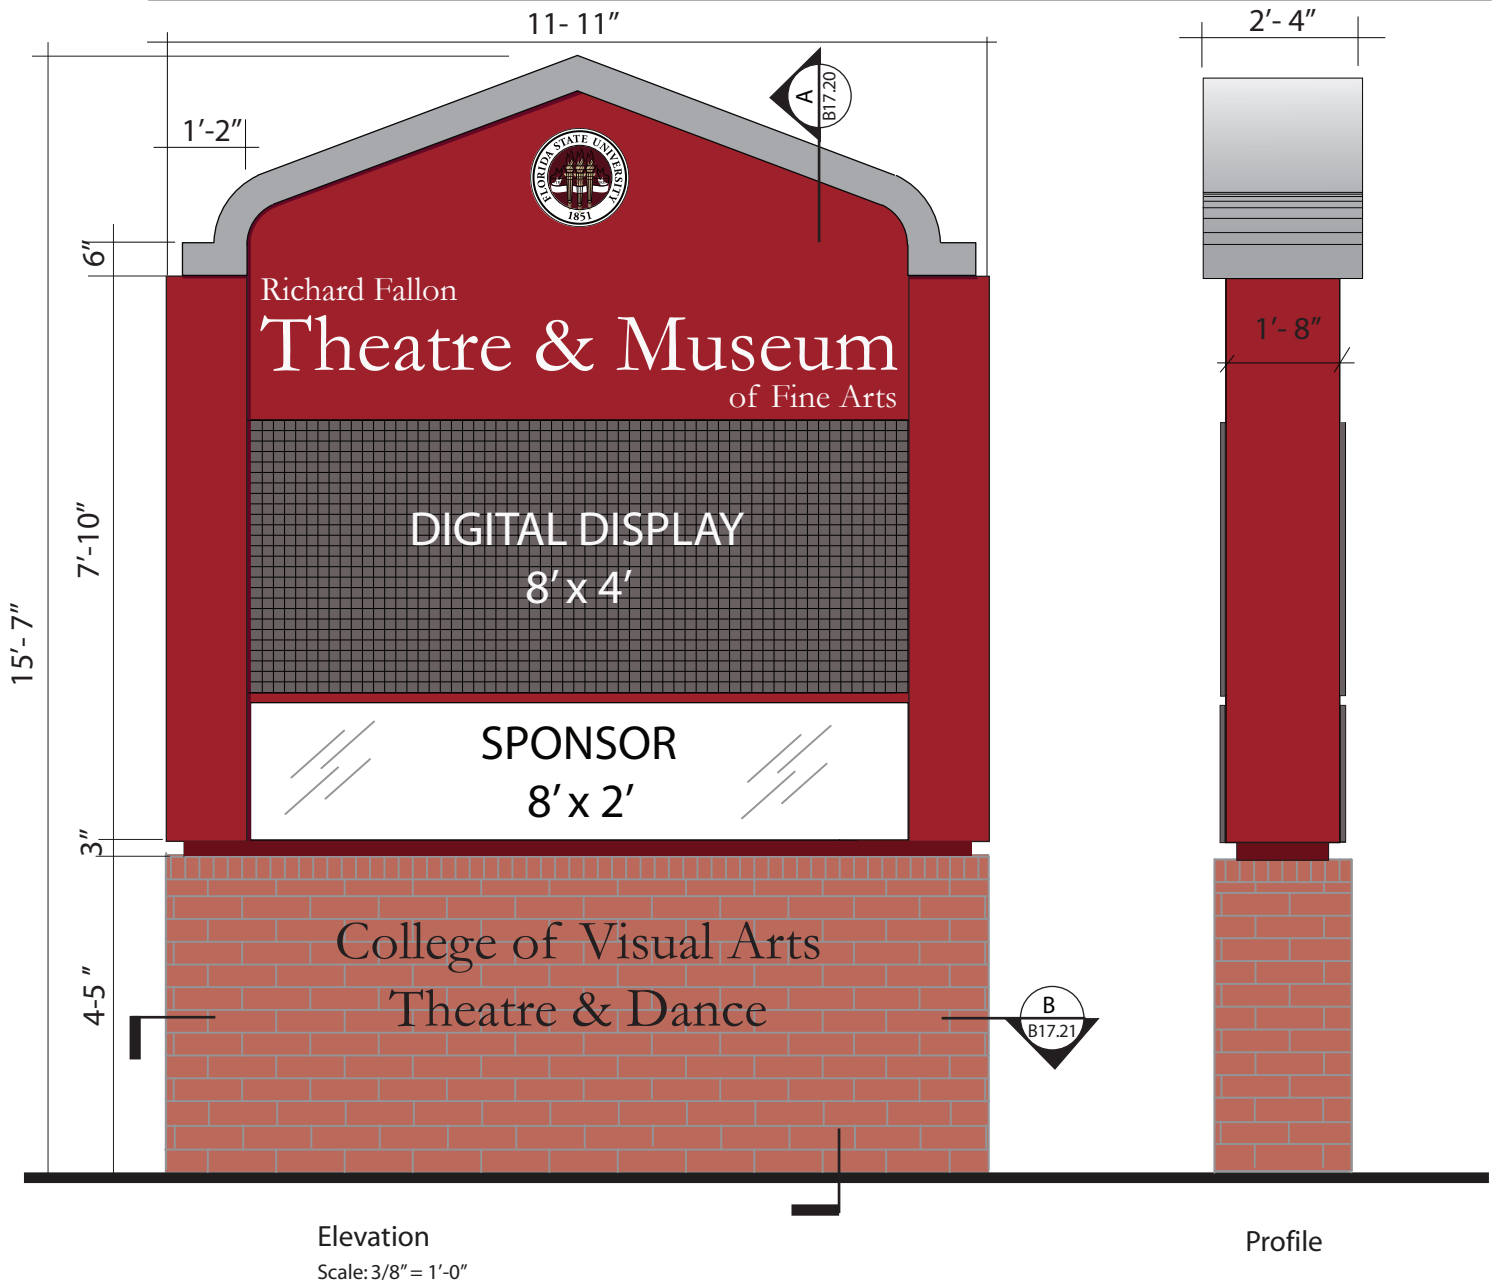 11- 11”
2’- 4”
A
B17.20
1’-2”
FLORIDA STATE UNIVERSITY
1851
6”
Richard Fallon
Theatre & Museum
of Fine Arts
1’- 8”
DIGITAL DISPLAY
8’ x 4’
7’-10”
15’- 7”
SPONSOR
8’ x 2’
3”
College of Visual Arts
Theatre & Dance
4-5 ”
B
B17.21
Elevation
Scale: 3/8” = 1’-0”
Profile